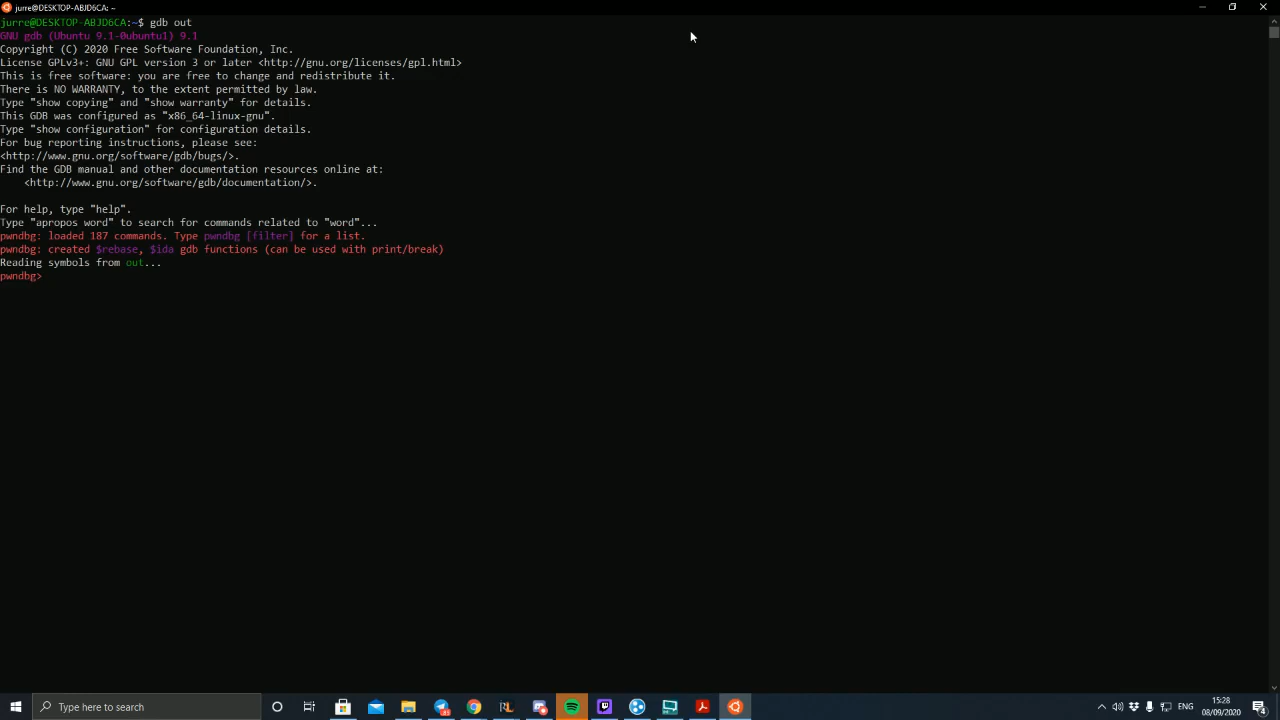 jurre@DESKTOP-ABJD6CA: ~
jurre@DESKTOP-ABJD6CA:~$ gdb out
GNU gdb (Ubuntu 9.1-0ubuntu1) 9.1
Copyright (C) 2020 Free Software Foundation, Inc.
License GPLv3+: GNU GPL version 3 or later <http://gnu.org/licenses/gpl.html>
This is free software: you are free to change and redistribute it.
There is NO WARRANTY, to the extent permitted by law.
Type "show copying" and "show warranty" for details.
This GDB was configured as "x86_64-linux-gnu".
Type "show configuration" for configuration details.
For bug reporting instructions, please see:
<http://www.gnu.org/software/gdb/bugs/>.
Find the GDB manual and other documentation resources online at:
    <http://www.gnu.org/software/gdb/documentation/>.
For help, type "help".
Type "apropos word" to search for commands related to "word"...
pwndbg: loaded 187 commands. Type pwndbg [filter] for a list.
pwndbg: created $rebase, $ida gdb functions (can be used with print/break)
Reading symbols from out...
pwndbg>
Type here to search
ENG
15:28
08/09/2020